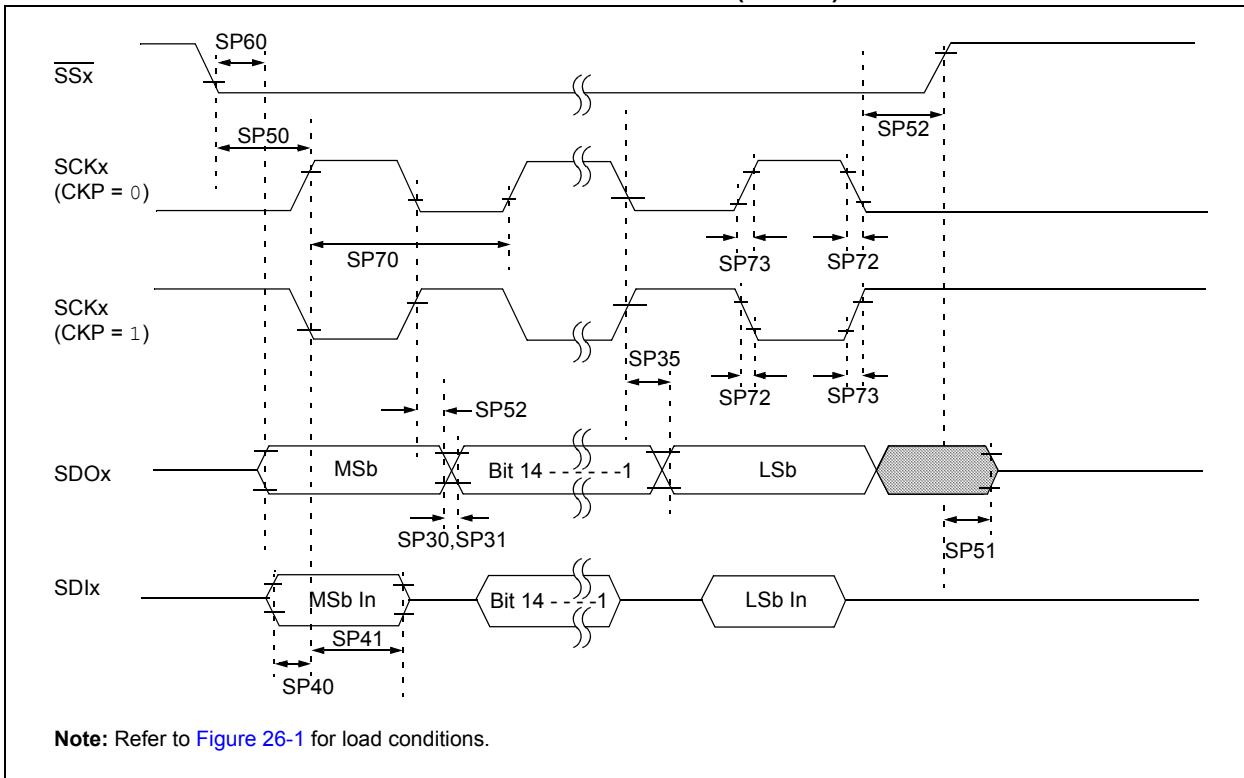 SP60
SSx
SP50
SP52
SCKx
(CKP = 0)
SP70
SP73
SP72
SCKx
(CKP = 1)
SP35
SP72
SP73
SP52
SDOx
MSb
Bit 14 - - - - - -1
LSb
SP30,SP31
SP51
SDIx
MSb In
Bit 14 - - - -1
LSb In
SP41
SP40
Note: Refer to Figure 26-1 for load conditions.